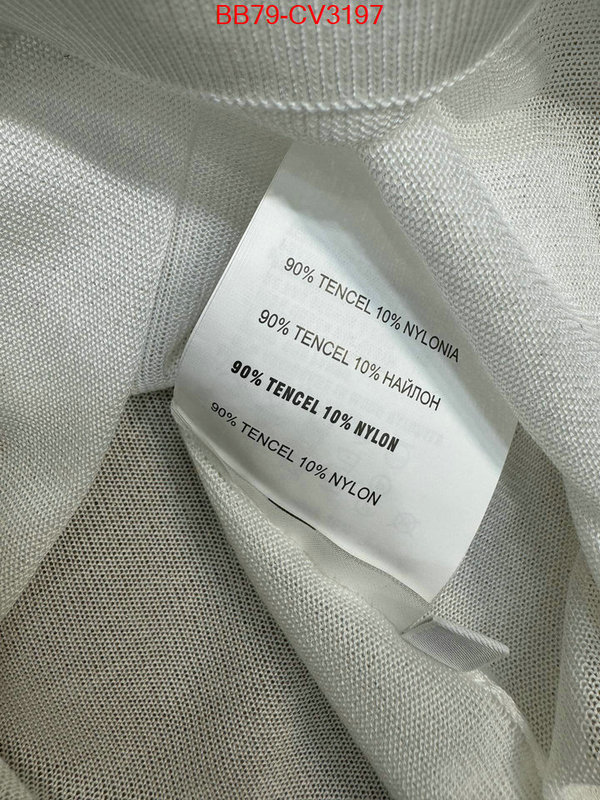 BB79-CV3197
90% TENCEL 10% NYLONIA
90% TENCEL 10% НАЙЛОН
90% TENCEL 10% NYLON
90% TENCEL 10% NYLON